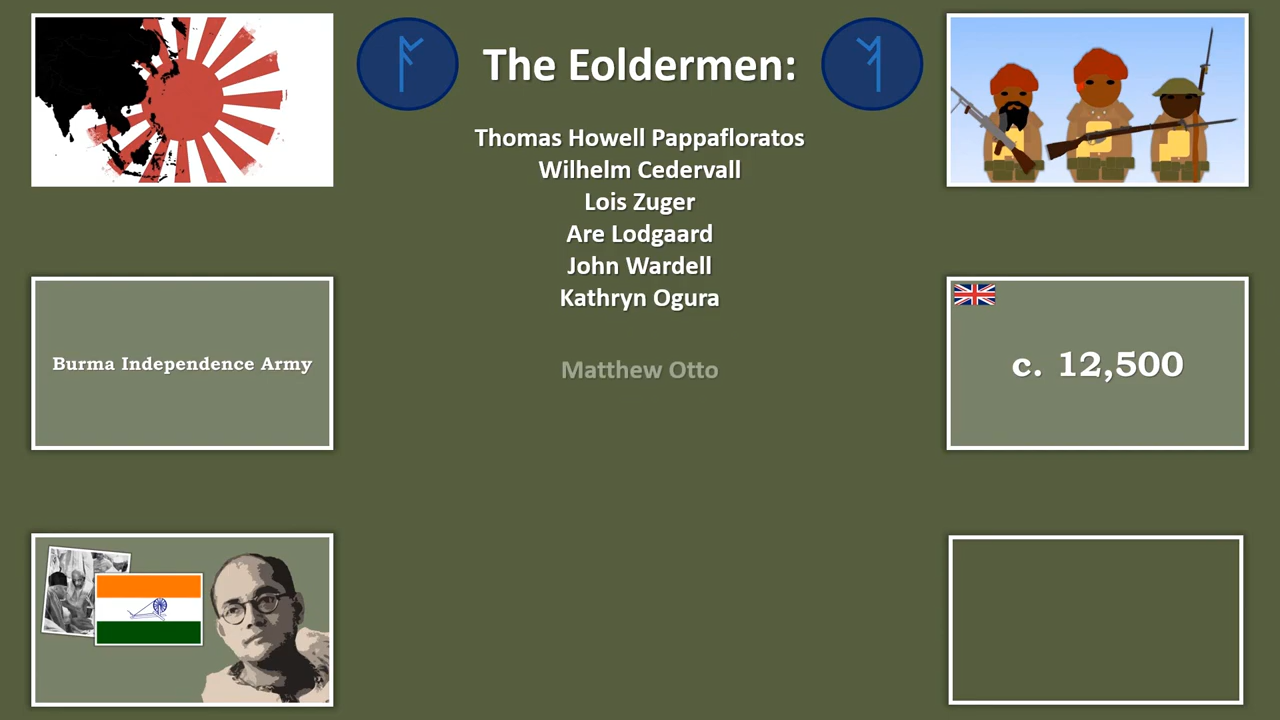 The Eoldermen:
Thomas Howell Pappafloratos
Wilhelm Cedervall
Lois Zuger
Are Lodgaard
John Wardell
Kathryn Ogura
Matthew Otto
Burma Independence Army
c. 12,500